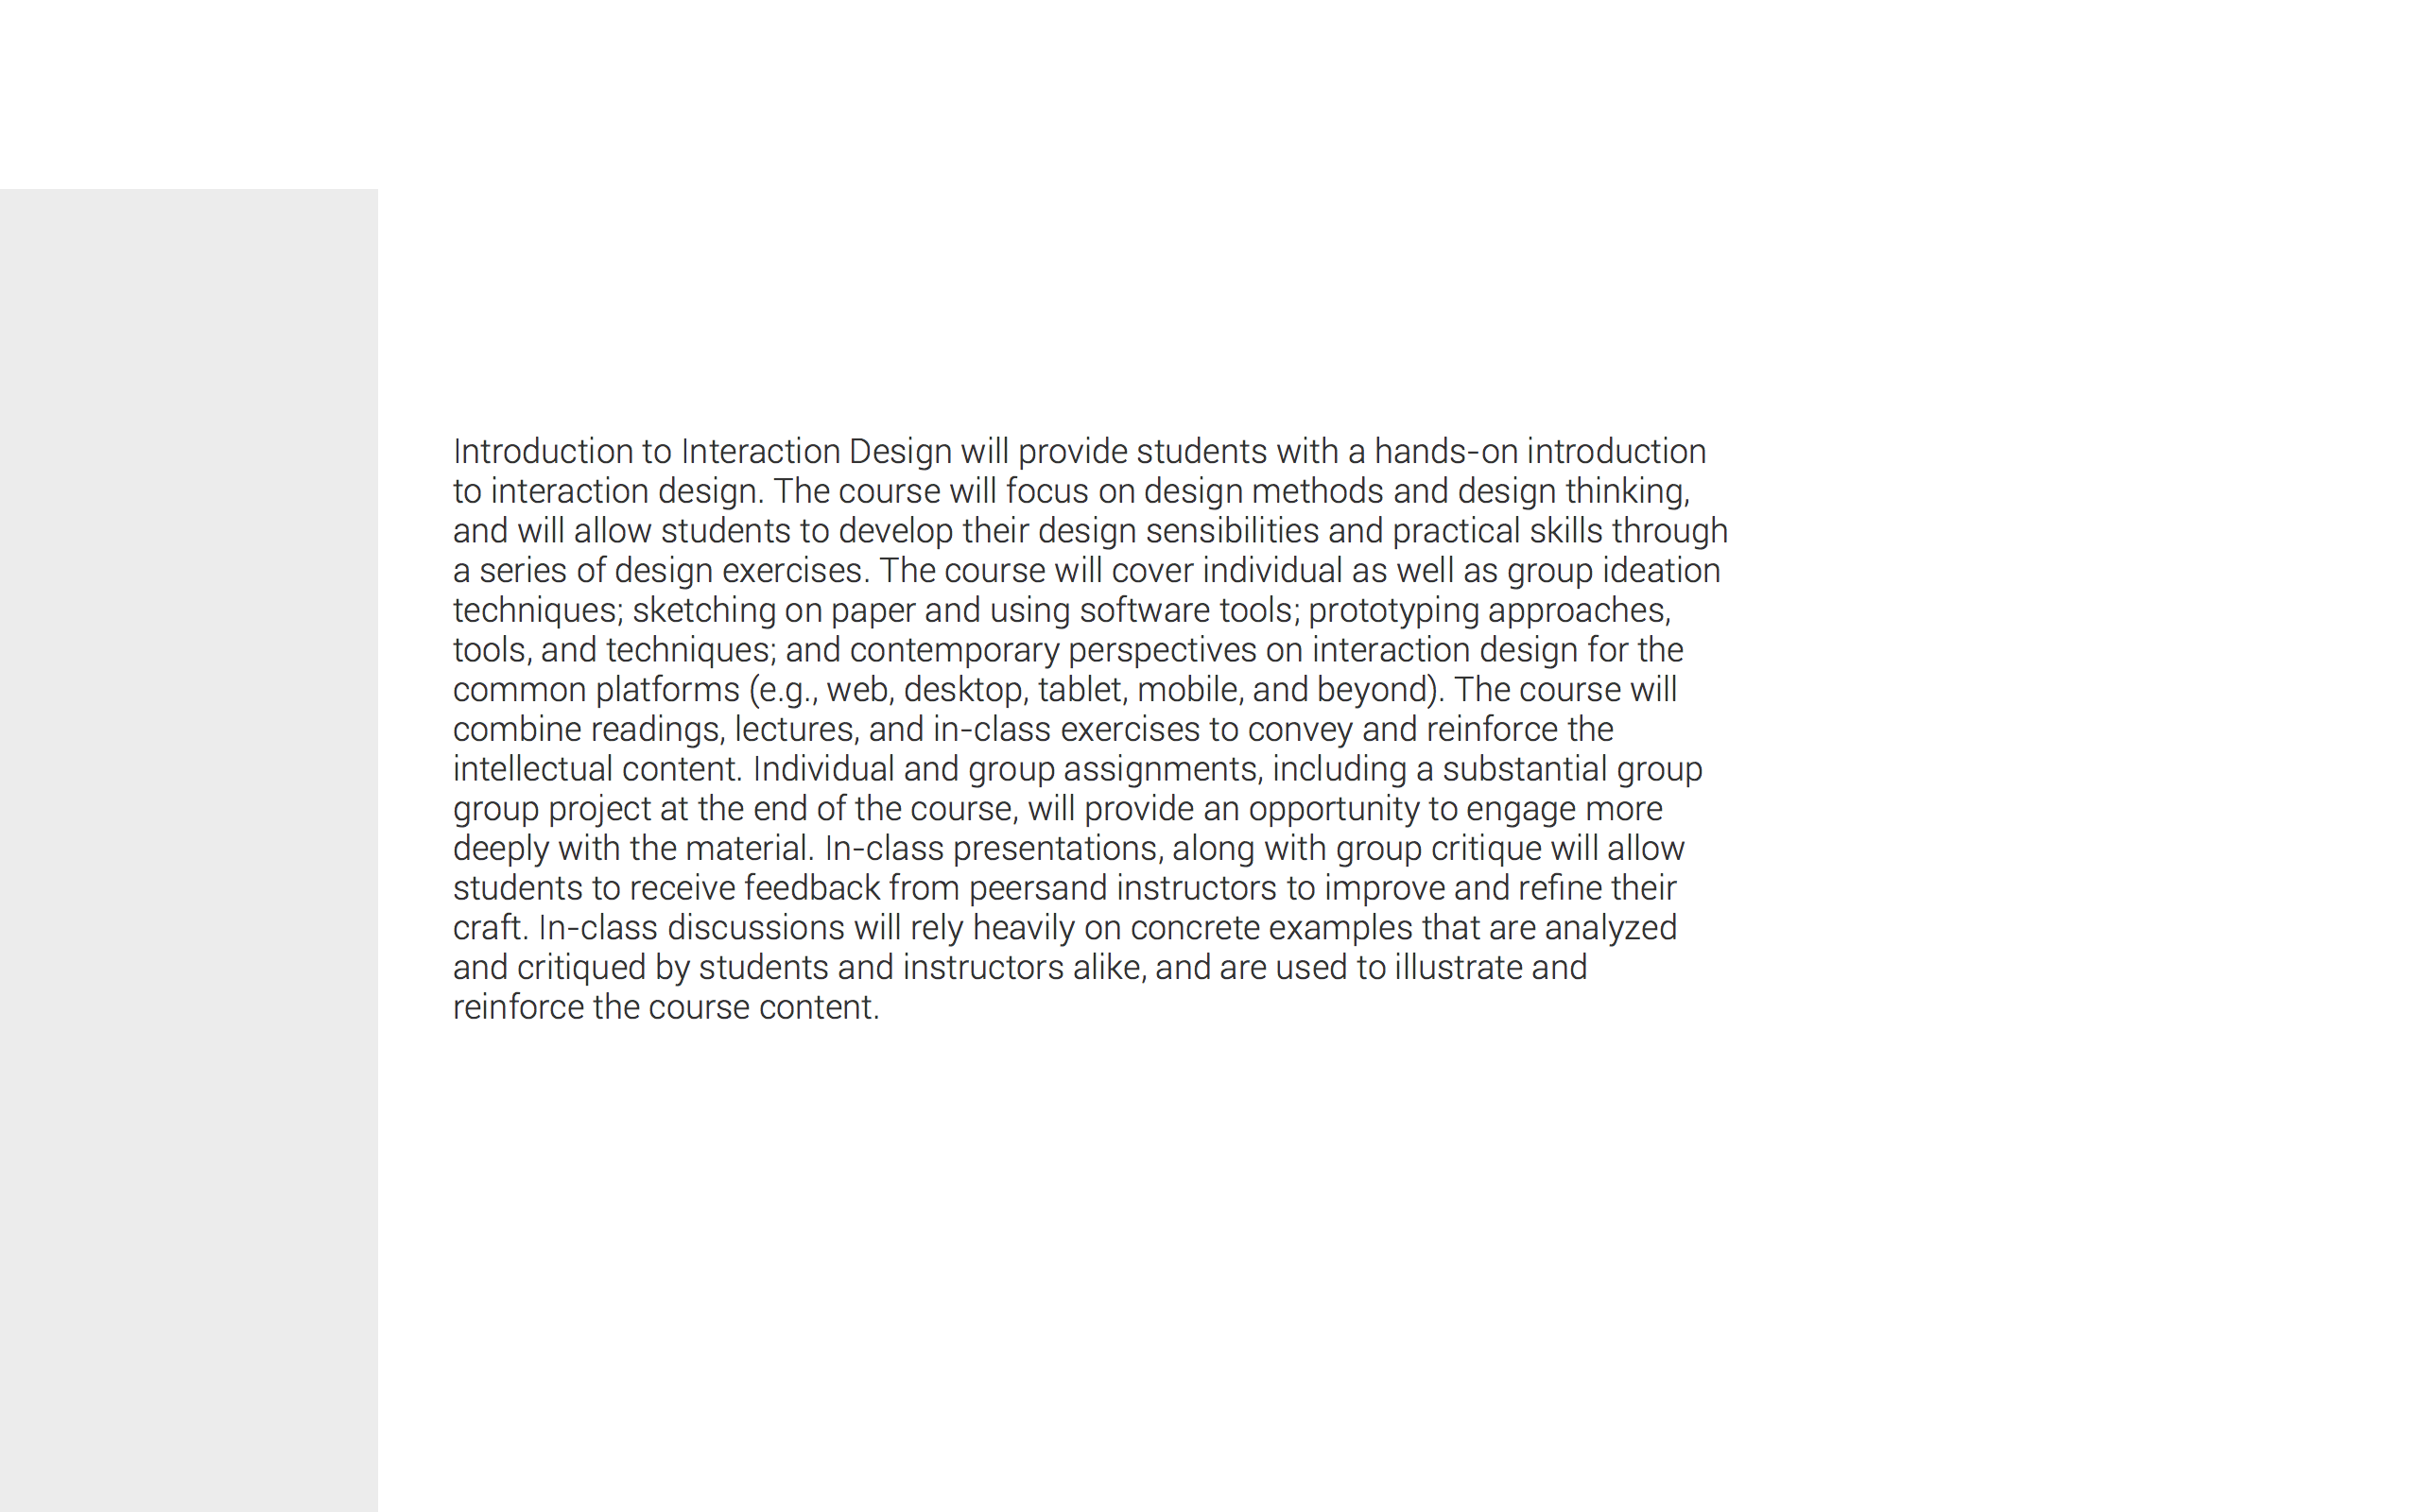 Introduction to Interaction Design will provide students with a hands-on introduction
to interaction design. The course will focus on design methods and design thinking,
and will allow students to develop their design sensibilities and practical skills through
a series of design exercises. The course will cover individual as well as group ideation
techniques; sketching on paper and using software tools; prototyping approaches,
tools, and techniques; and contemporary perspectives on interaction design for the
common platforms (e.g., web, desktop, tablet, mobile, and beyond). The course will
combine readings, lectures, and in-class exercises to convey and reinforce the
intellectual content. Individual and group assignments, including a substantial group
group project at the end of the course, will provide an opportunity to engage more
deeply with the material. In-class presentations, along with group critique will allow
students to receive feedback from peersand instructors to improve and refine their
craft. In-class discussions will rely heavily on concrete examples that are analyzed
and critiqued by students and instructors alike, and are used to illustrate and
reinforce the course content.